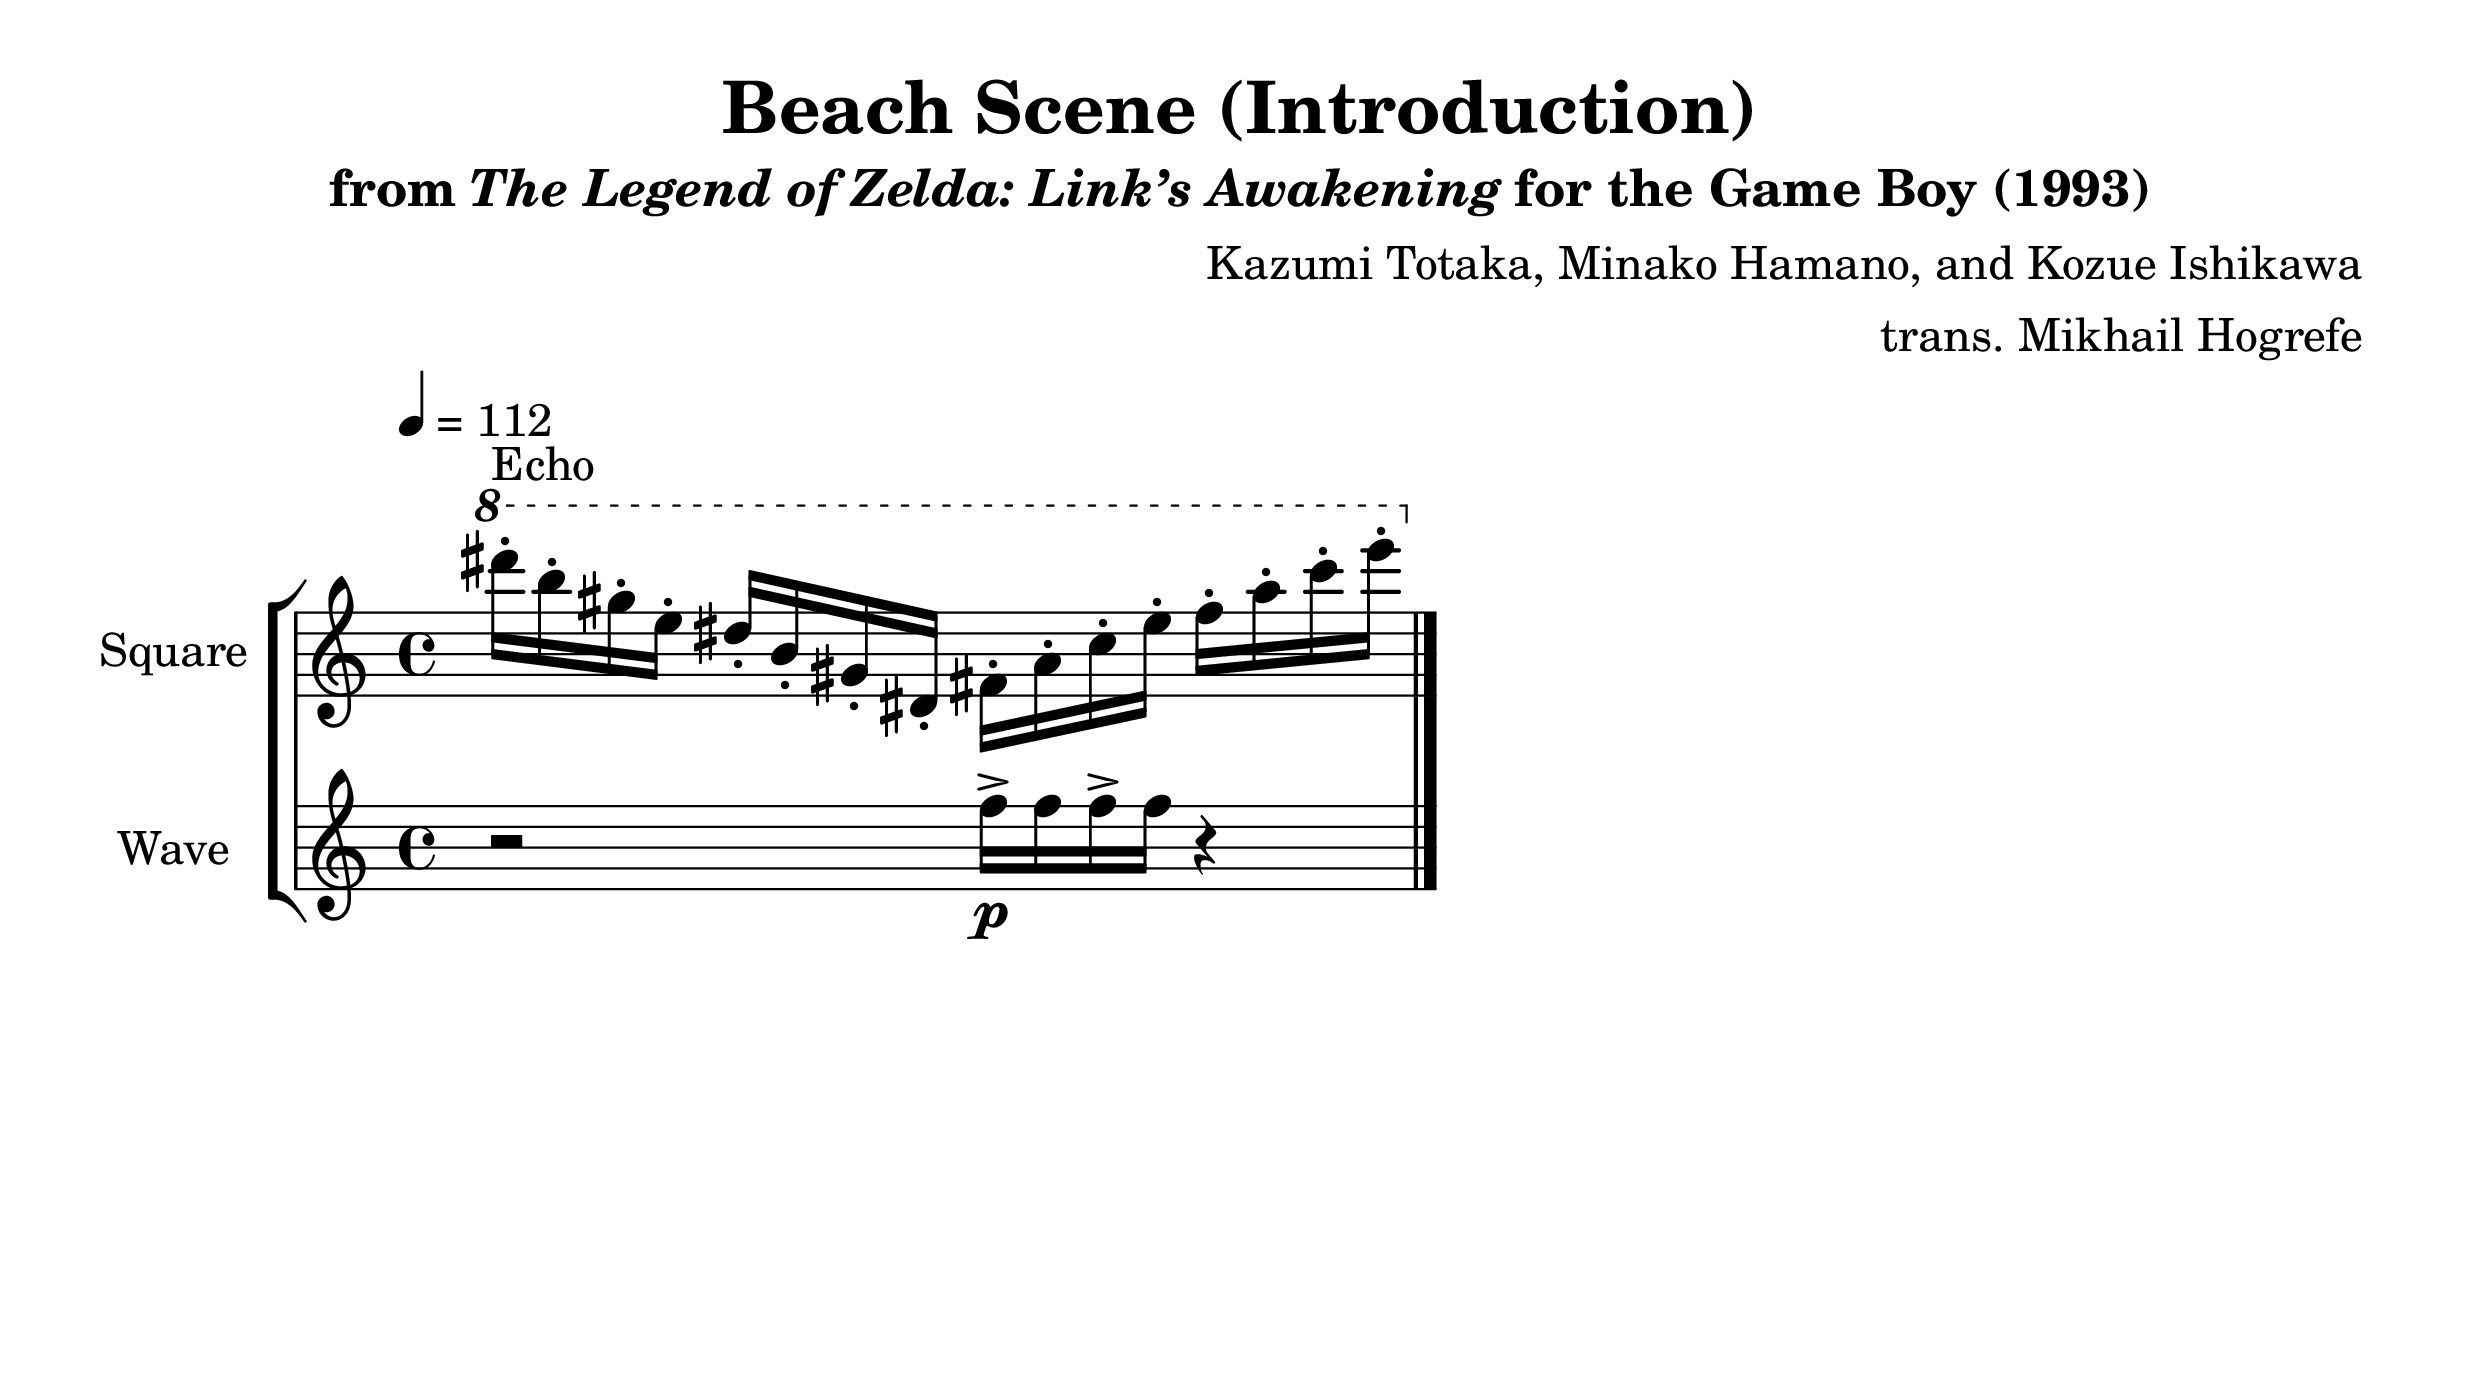 Beach Scene (Introduction)
from The Legend of Zelda: Link’s Awakening for the Game Boy (1993)
Kazumi Totaka, Minako Hamano, and Kozue Ishikawa
trans. Mikhail Hogrefe
= 112
Echo
8
Square
Wave
p